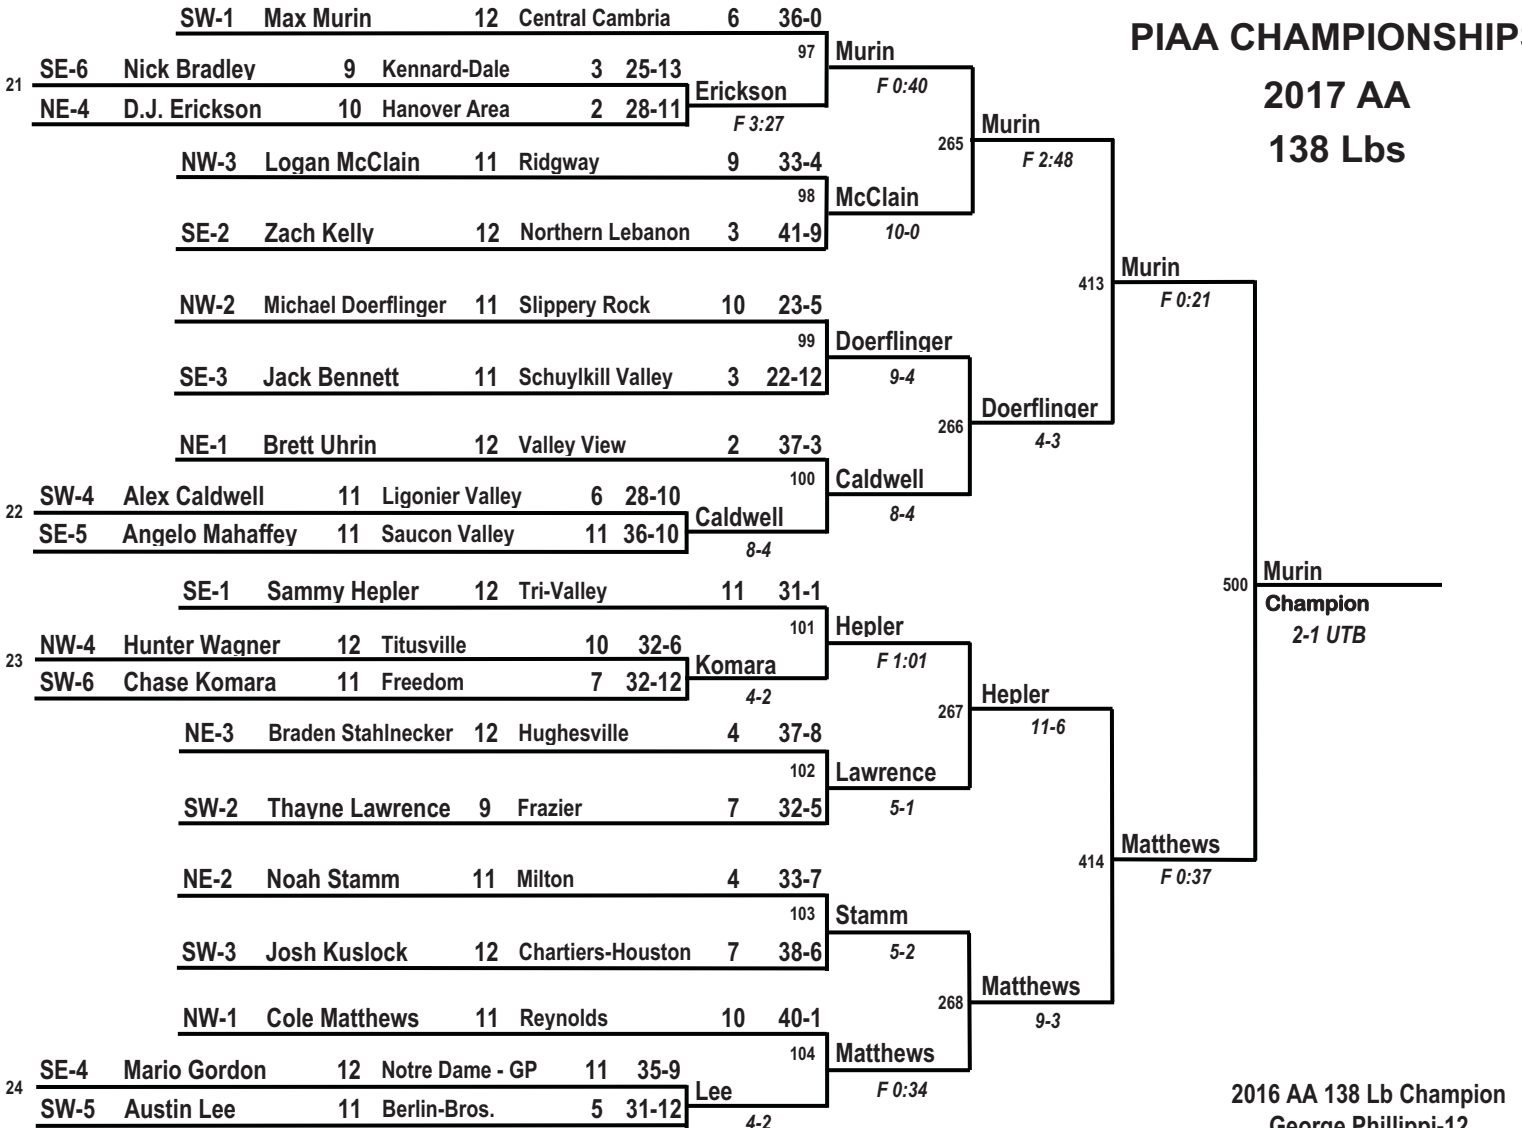 SW-1 Max Murin 12 Central Cambria 6 36-0
PIAA CHAMPIONSHIPS
97 Murin
21 SE-6 Nick Bradley 9 Kennard-Dale 3 25-13
F 0:40
Erickson
2017 AA
NE-4 D.J. Erickson 10 Hanover Area 2 28-11
F 3:27
Murin
265
138 Lbs
NW-3 Logan McClain 11 Ridgway 9 33-4
F 2:48
98 McClain
SE-2 Zach Kelly 12 Northern Lebanon 3 41-9
10-0
Murin
413
F 0:21
NW-2 Michael Doerflinger 11 Slippery Rock 10 23-5
99 Doerflinger
SE-3 Jack Bennett 11 Schuylkill Valley 3 22-12
9-4
Doerflinger
266
4-3
NE-1 Brett Uhrin 12 Valley View 2 37-3
100 Caldwell
22 SW-4 Alex Caldwell 11 Ligonier Valley 6 28-10
8-4
Caldwell
SE-5 Angelo Mahaffey 11 Saucon Valley 11 36-10
8-4
500 Murin
Champion
2-1 UTB
SE-1 Sammy Hepler 12 Tri-Valley 11 31-1
101 Hepler
23 NW-4 Hunter Wagner 12 Titusville 10 32-6
F 1:01
Komara
SW-6 Chase Komara 11 Freedom 7 32-12
4-2
Hepler
267
11-6
NE-3 Braden Stahlnecker 12 Hughesville 4 37-8
102 Lawrence
SW-2 Thayne Lawrence 9 Frazier 7 32-5
5-1
Matthews
414
F 0:37
NE-2 Noah Stamm 11 Milton 4 33-7
103 Stamm
SW-3 Josh Kuslock 12 Chartiers-Houston 7 38-6
5-2
Matthews
268
9-3
NW-1 Cole Matthews 11 Reynolds 10 40-1
104 Matthews
24 SE-4 Mario Gordon 12 Notre Dame - GP 11 35-9
F 0:34
Lee
SW-5 Austin Lee 11 Berlin-Bros. 5 31-12
4-2
2016 AA 138 Lb Champion
George Phillippi-12